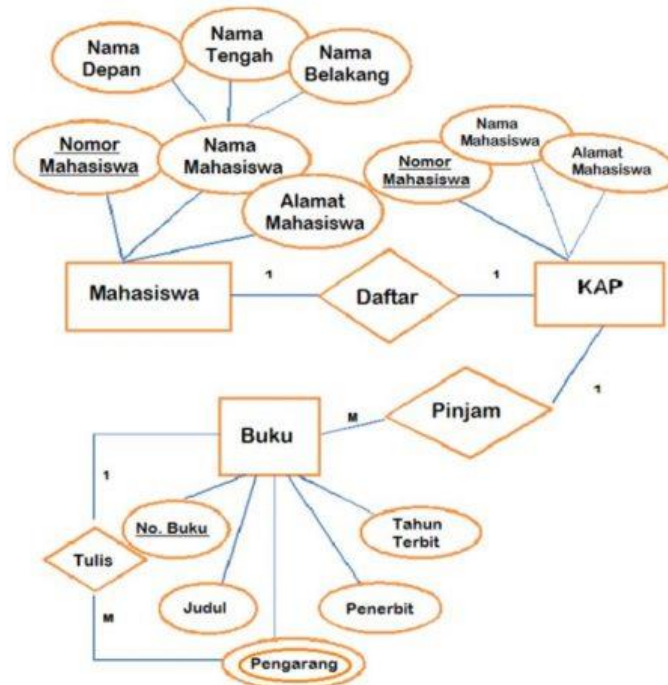 Nama
Depan
Nama
Tengah
Nama
Belakang
Nomor
Mahasiswa
Nama
Mahasiswa
Alamat
Mahasiswa
Nomor
Mahasiswa
Nama
Mahasiswa
Alamat
Mahasiswa
Mahasiswa
1
Daftar
1
KAP
Buku
M
Pinjam
1
1
Tulis
M
No. Buku
Judul
Pengarang
Penerbit
Tahun
Terbit